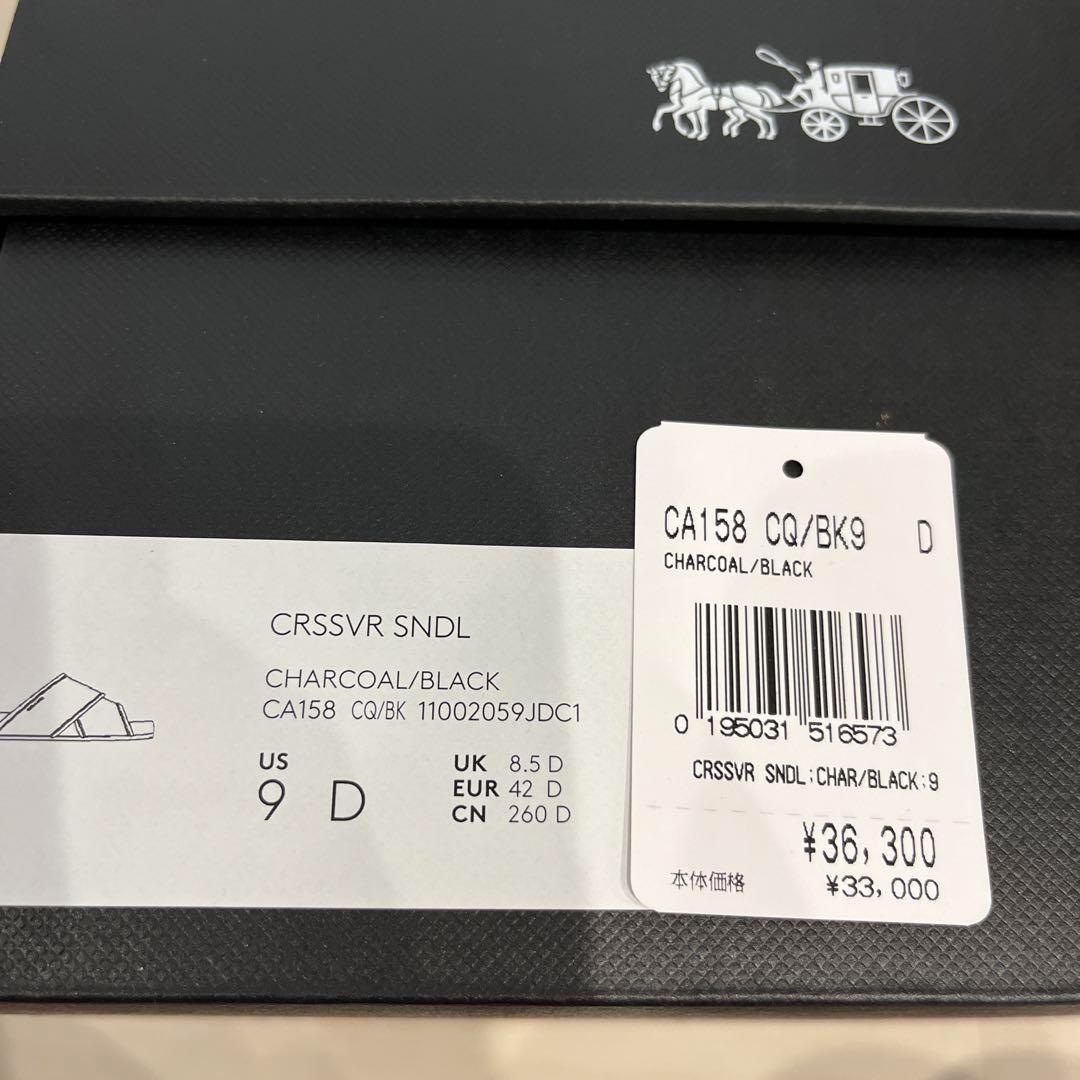 CRSSVR SNDL
CHARCOAL/BLACK
CA158 CQ/BK 11002059JDC1
US
9 D
UK 8.5 D
EUR 42 D
CN 260 D
CA158 CQ/BK9 D
CHARCOAL/BLACK
0 195031 516573
CRSSVR SNDL;CHAR/BLACK;9
¥36,300
本体価格 ¥33,000